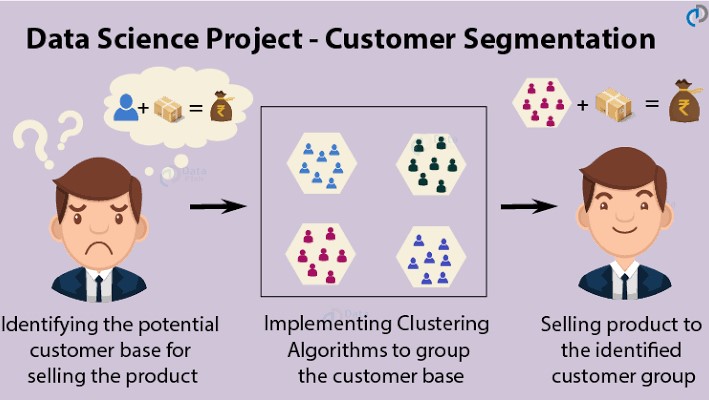 Data Science Project - Customer Segmentation
+ = ₹
+ = ₹
Identifying the potential
customer base for
selling the product
Implementing Clustering
Algorithms to group
the customer base
Selling product to
the identified
customer group